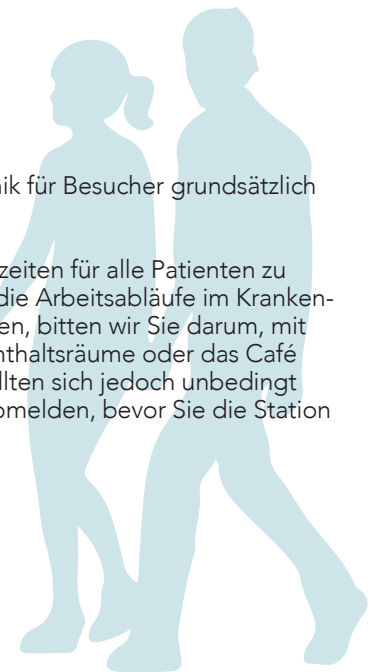 nik für Besucher grundsätzlich
zeiten für alle Patienten zu
die Arbeitsabläufe im Kranken-
en, bitten wir Sie darum, mit
nthaltsräume oder das Café
llten sich jedoch unbedingt
bmelden, bevor Sie die Station